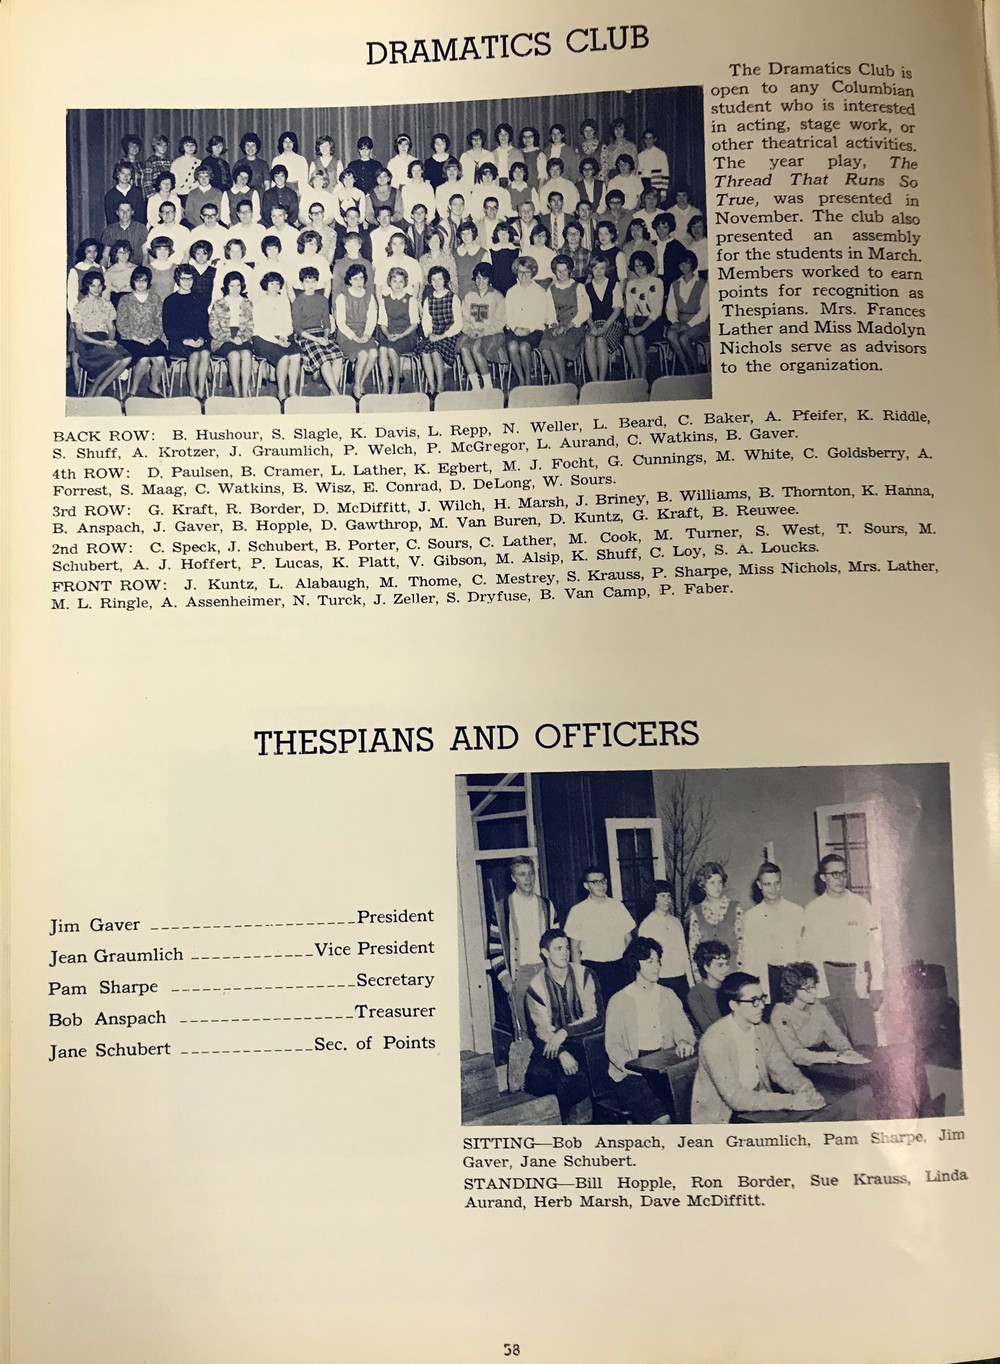 DRAMATICS CLUB
The Dramatics Club is
open to any Columbian
student who is interested
in acting, stage work, or
other theatrical activities.
The year play, The
Thread That Runs So
True, was presented in
November. The club also
presented an assembly
for the students in March.
Members worked to earn
points for recognition as
Thespians. Mrs. Frances
Lather and Miss Madolyn
Nichols serve as advisors
to the organization.
BACK ROW: B. Hushour, S. Slagle, K. Davis, L. Repp, N. Weller, L. Beard, C. Baker, A. Pfeifer, K. Riddle,
S. Shuff, A. Krotzer, J. Graumlich, P. Welch, P. McGregor, L. Aurand, C. Watkins, B. Gaver.
4th ROW: D. Paulsen, B. Cramer, L. Lather, K. Egbert, M. J. Focht, G. Cunnings, M. White, C. Goldsberry, A.
Forrest, S. Maag, C. Watkins, B. Wisz, E. Conrad, D. DeLong, W. Sours.
3rd ROW: G. Kraft, R. Border, D. McDiffitt, J. Wilch, H. Marsh, J. Briney, B. Williams, B. Thornton, K. Hanna,
B. Anspach, J. Gaver, B. Hopple, D. Gawthrop, M. Van Buren, D. Kuntz, G. Kraft, B. Reuwee.
2nd ROW: C. Speck, J. Schubert, B. Porter, C. Sours, C. Lather, M. Cook, M. Turner, S. West, T. Sours, M.
Schubert, A. J. Hoffert, P. Lucas, K. Platt, V. Gibson, M. Alsip, K. Shuff, C. Loy, S. A. Loucks.
FRONT ROW: J. Kuntz, L. Alabaugh, M. Thome, C. Mestrey, S. Krauss, P. Sharpe, Miss Nichols, Mrs. Lather,
M. L. Ringle, A. Assenheimer, N. Turck, J. Zeller, S. Dryfuse, B. Van Camp, P. Faber.
THESPIANS AND OFFICERS
Jim Gaver ____________________President
Jean Graumlich ____________Vice President
Pam Sharpe __________________Secretary
Bob Anspach _________________Treasurer
Jane Schubert _____________Sec. of Points
SITTING—Bob Anspach, Jean Graumlich, Pam Sharpe, Jim
Gaver, Jane Schubert.
STANDING—Bill Hopple, Ron Border, Sue Krauss, Linda
Aurand, Herb Marsh, Dave McDiffitt.
58